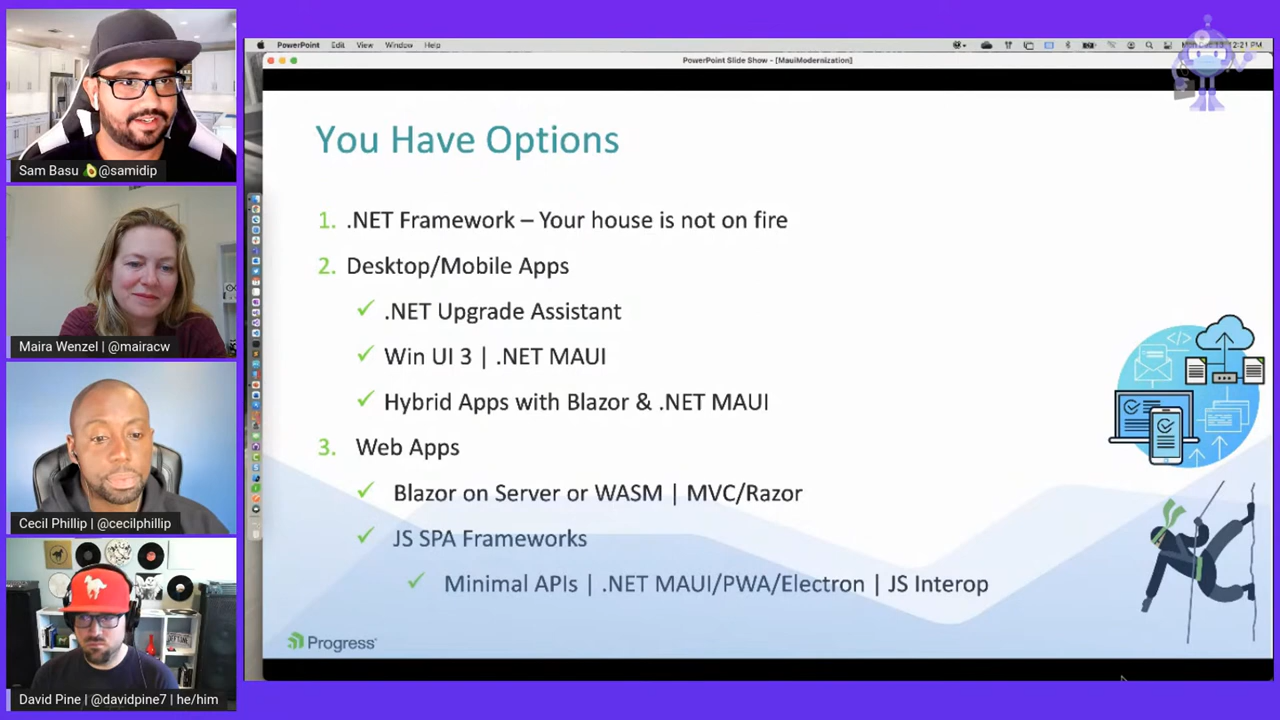 PowerPoint Edit View Window Help
12:21 PM
PowerPoint Slide Show - [MauiModernization]
You Have Options
1. .NET Framework – Your house is not on fire
2. Desktop/Mobile Apps
✓ .NET Upgrade Assistant
✓ Win UI 3 | .NET MAUI
✓ Hybrid Apps with Blazor & .NET MAUI
3. Web Apps
✓ Blazor on Server or WASM | MVC/Razor
✓ JS SPA Frameworks
✓ Minimal APIs | .NET MAUI/PWA/Electron | JS Interop
Progress
Sam Basu 🥑@samidip
Maira Wenzel | @mairacw
Cecil Phillip | @cecilphillip
David Pine | @davidpine7 | he/him